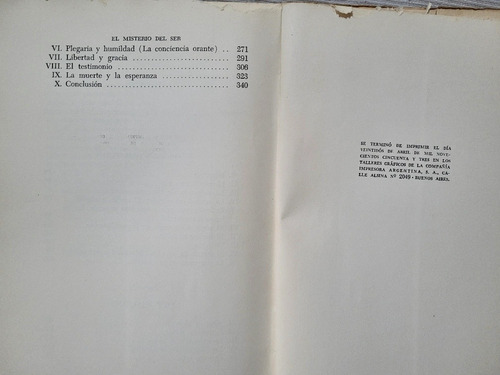 EL MISTERIO DEL SER
VI. Plegaria y humildad (La conciencia orante) .. 271
VII. Libertad y gracia ........................ 291
VIII. El testimonio ........................ 306
IX. La muerte y la esperanza ................ 323
X. Conclusión ........................ 340
SE TERMINÓ DE IMPRIMIR EL DÍA
VEINTIDÓS DE ABRIL DE MIL NOVE-
CIENTOS CINCUENTA Y TRES EN LOS
TALLERES GRÁFICOS DE LA COMPAÑÍA
IMPRESORA ARGENTINA, S. A., CA-
LLE ALSINA Nº 2049 - BUENOS AIRES.